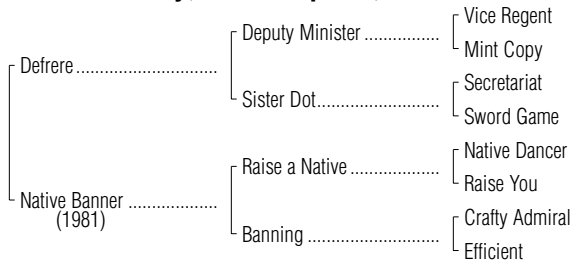 Vice Regent
Deputy Minister ................
Mint Copy
Defrere .............................
Secretariat
Sister Dot.........................
Sword Game
Native Dancer
Raise a Native ..................
Raise You
Native Banner ..................
(1981)
Crafty Admiral
Banning ...........................
Efficient